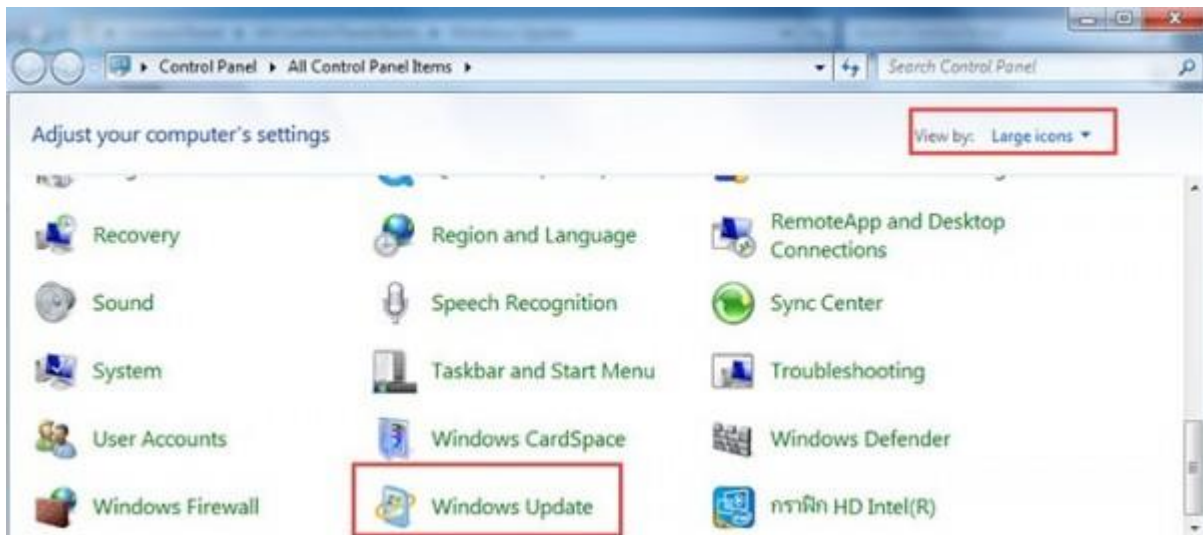 Control Panel ▸ All Control Panel Items ▸
Search Control Panel
Adjust your computer's settings
View by: Large icons
Recovery
Region and Language
RemoteApp and Desktop
Connections
Sound
Speech Recognition
Sync Center
System
Taskbar and Start Menu
Troubleshooting
User Accounts
Windows CardSpace
Windows Defender
Windows Firewall
Windows Update
กราฟิก HD Intel(R)